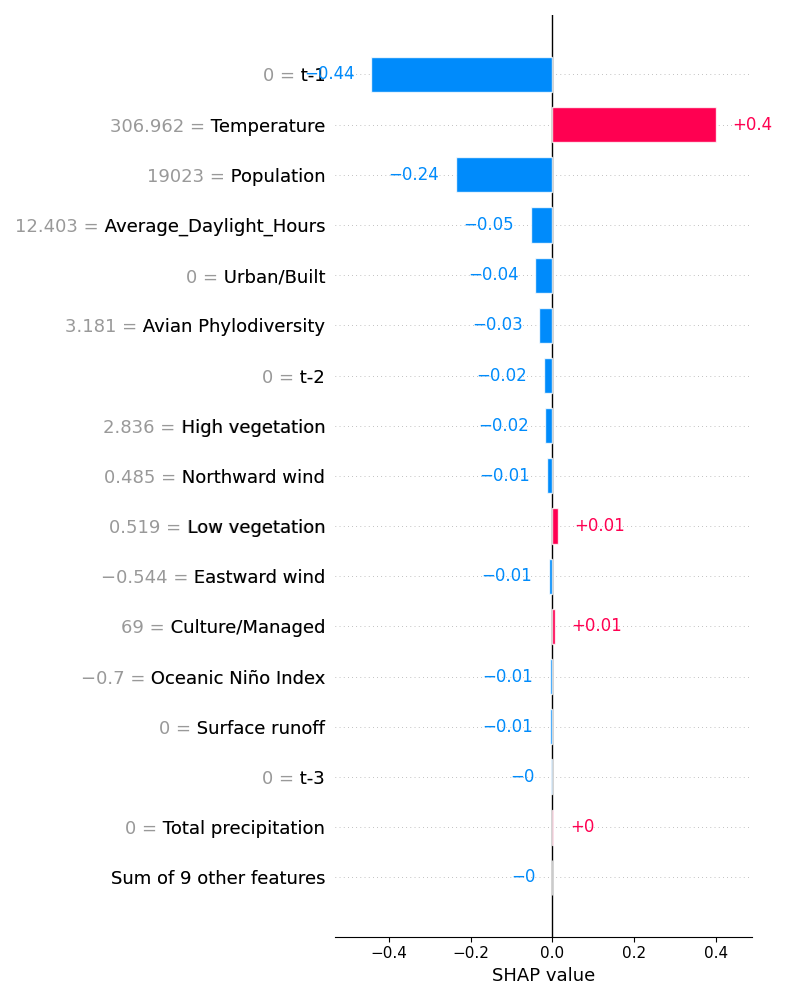 0 = t-1 −0.44
306.962 = Temperature +0.4
19023 = Population −0.24
12.403 = Average_Daylight_Hours −0.05
0 = Urban/Built −0.04
3.181 = Avian Phylodiversity −0.03
0 = t-2 −0.02
2.836 = High vegetation −0.02
0.485 = Northward wind −0.01
0.519 = Low vegetation +0.01
−0.544 = Eastward wind −0.01
69 = Culture/Managed +0.01
−0.7 = Oceanic Niño Index −0.01
0 = Surface runoff −0.01
0 = t-3 −0
0 = Total precipitation +0
Sum of 9 other features −0
−0.4 −0.2 0.0 0.2 0.4
SHAP value